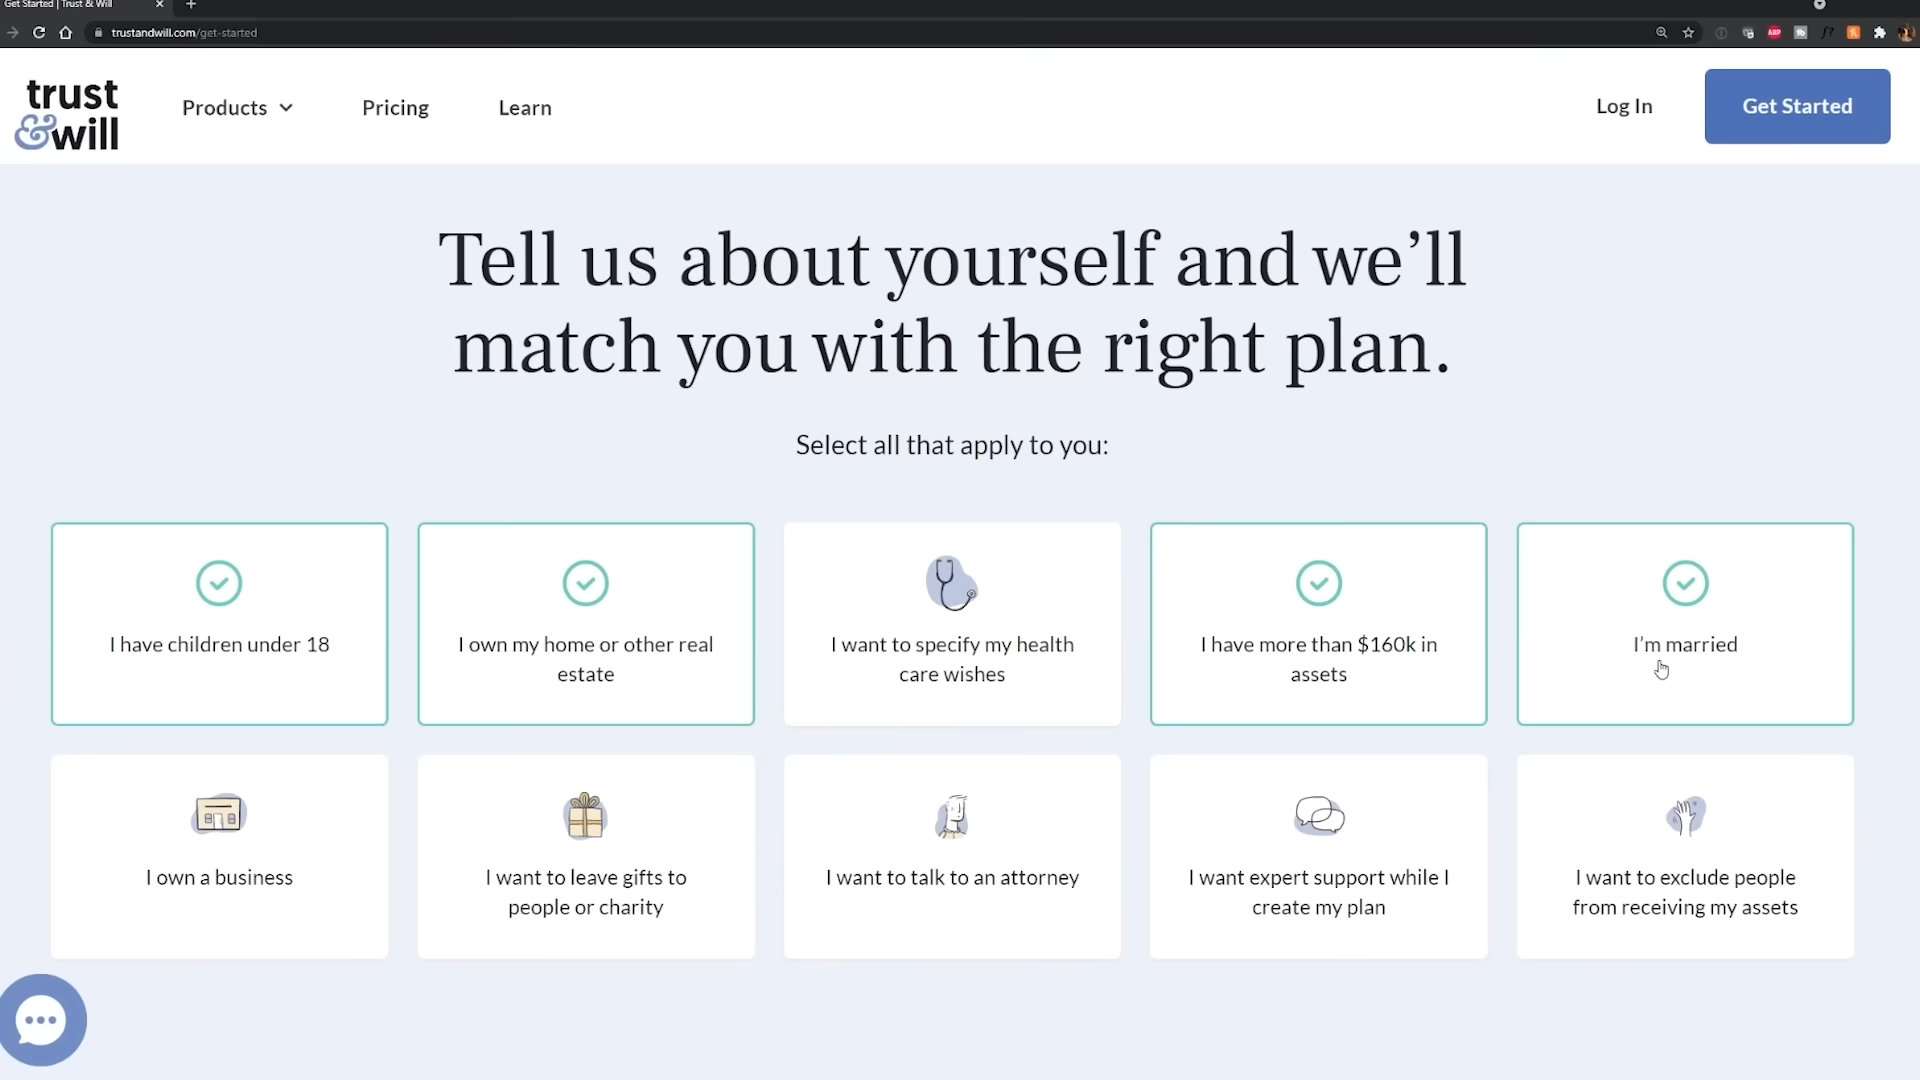 Get Started | Trust & Will
trustandwill.com/get-started
ABP
f?
trust
&will
Products
Pricing
Learn
Log In
Get Started
Tell us about yourself and we’ll
match you with the right plan.
Select all that apply to you:
I have children under 18
I own my home or other real
estate
I want to specify my health
care wishes
I have more than $160k in
assets
I’m married
I own a business
I want to leave gifts to
people or charity
I want to talk to an attorney
I want expert support while I
create my plan
I want to exclude people
from receiving my assets